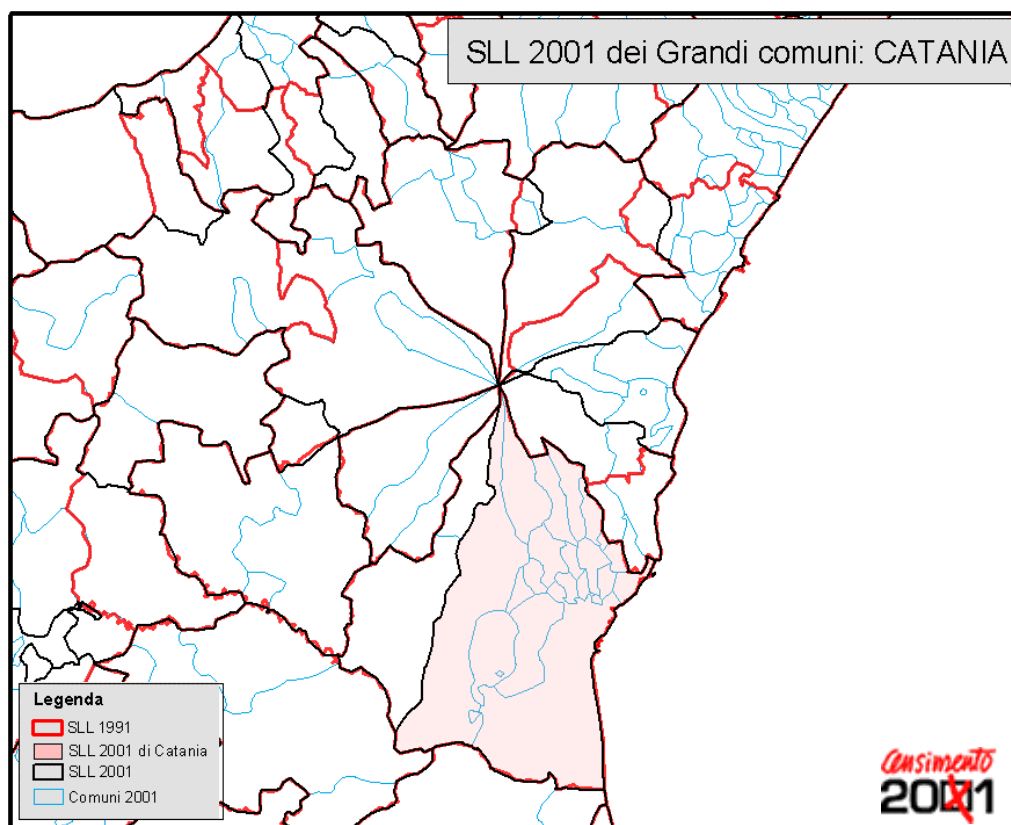 SLL 2001 dei Grandi comuni: CATANIA
Legenda
SLL 1991
SLL 2001 di Catania
SLL 2001
Comuni 2001
Censimento
2001